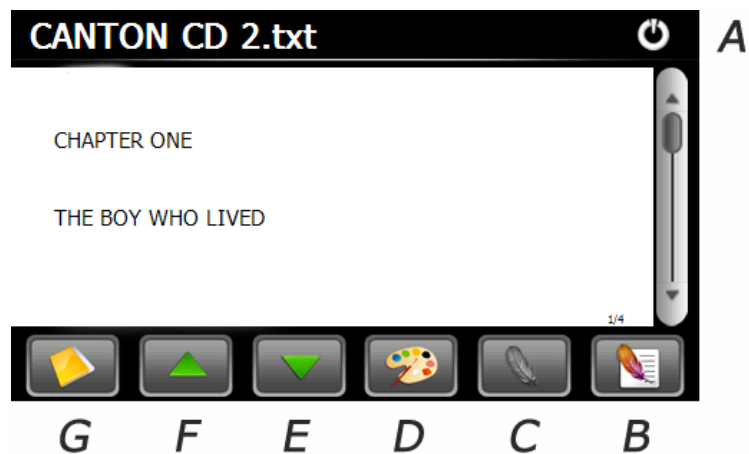 CANTON CD 2.txt
A
CHAPTER ONE
THE BOY WHO LIVED
1/4
G F E D C B